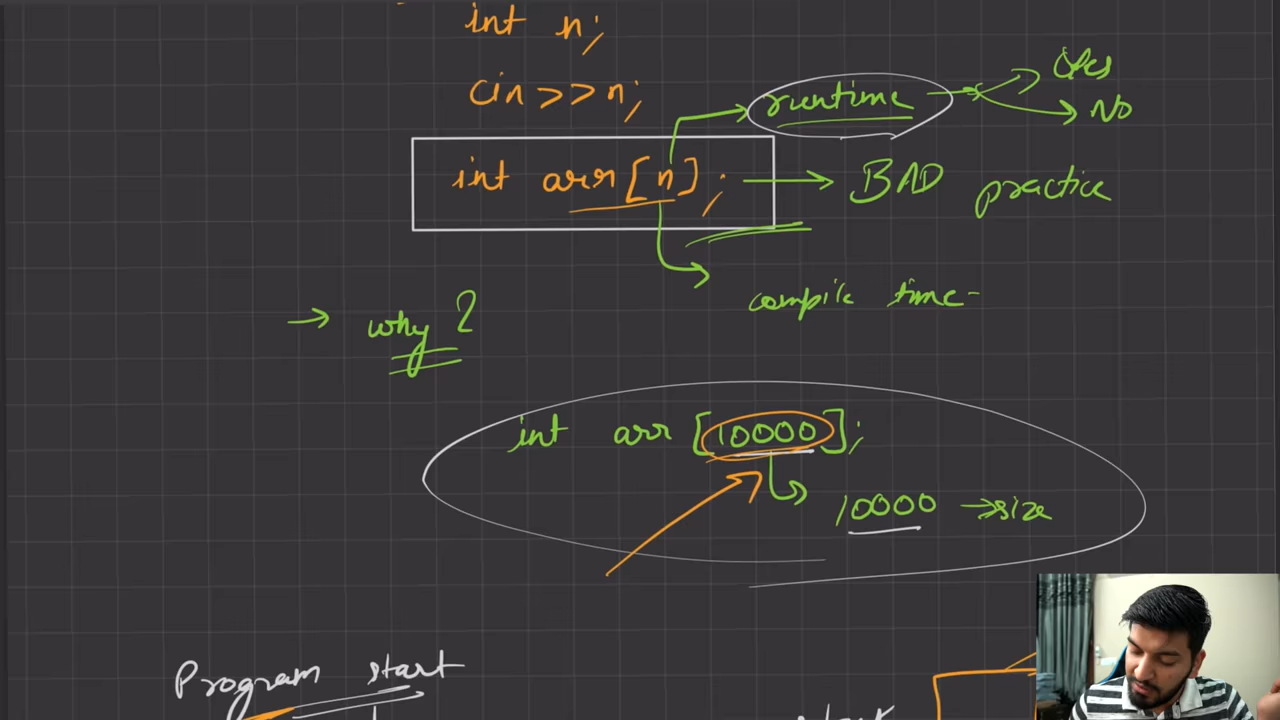 int n;
cin >> n;
runtime
Yes
No
int arr[n];
BAD practice
compile time
why ?
int arr[10000];
10000 → size
Program start